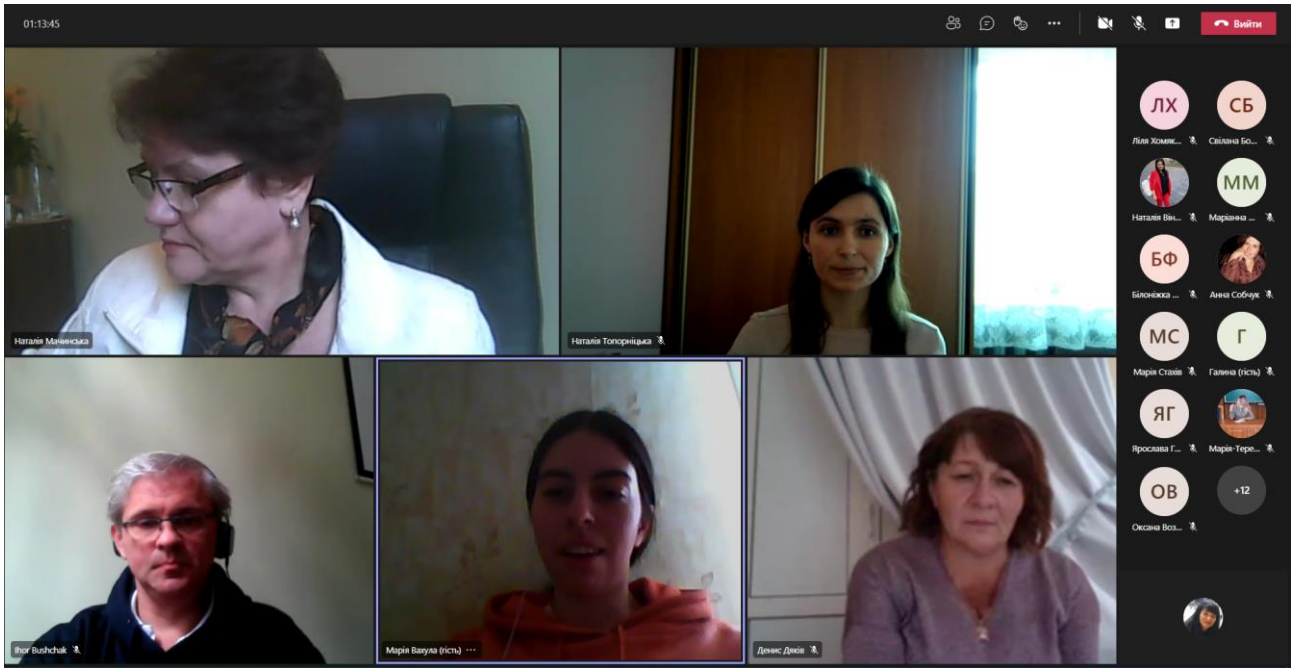 01:13:45
Вийти
Наталія Мачинська
Наталія Топорніцька
Ihor Bushchak
Марія Вахула (гість)
Денис Дяків
ЛХ
СБ
Ліля Хомяк...
Свілана Бо...
Наталія Він...
ММ
Маріанна ...
БФ
Білоніжка ...
Анна Собчук
МС
Г
Марія Стахів
Галина (гість)
ЯГ
Ярослава Г...
Марія-Тере...
ОВ
+12
Оксана Воз...